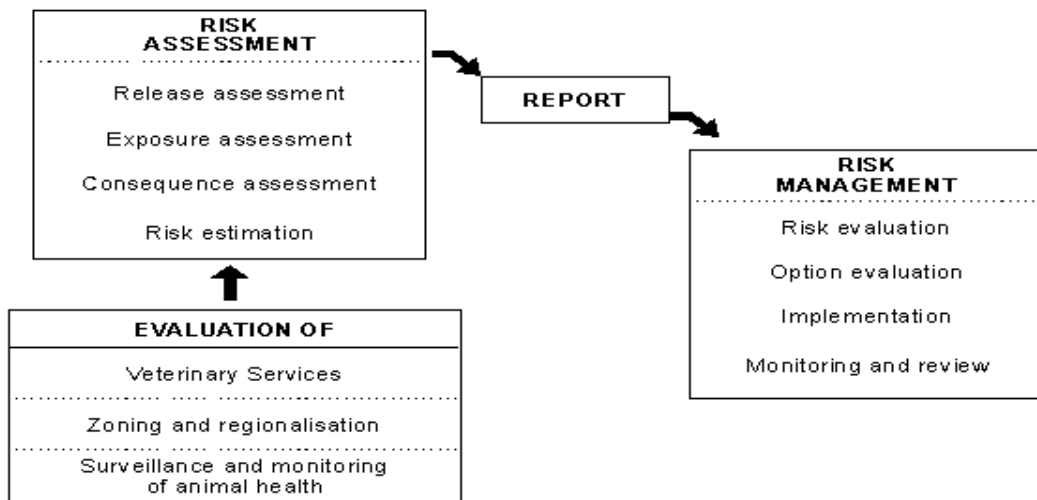 RISK
ASSESSMENT
Release assessment
Exposure assessment
Consequence assessment
Risk estimation
REPORT
RISK
MANAGEMENT
Risk evaluation
Option evaluation
Implementation
Monitoring and review
EVALUATION OF
Veterinary Services
Zoning and regionalisation
Surveillance and monitoring
of animal health